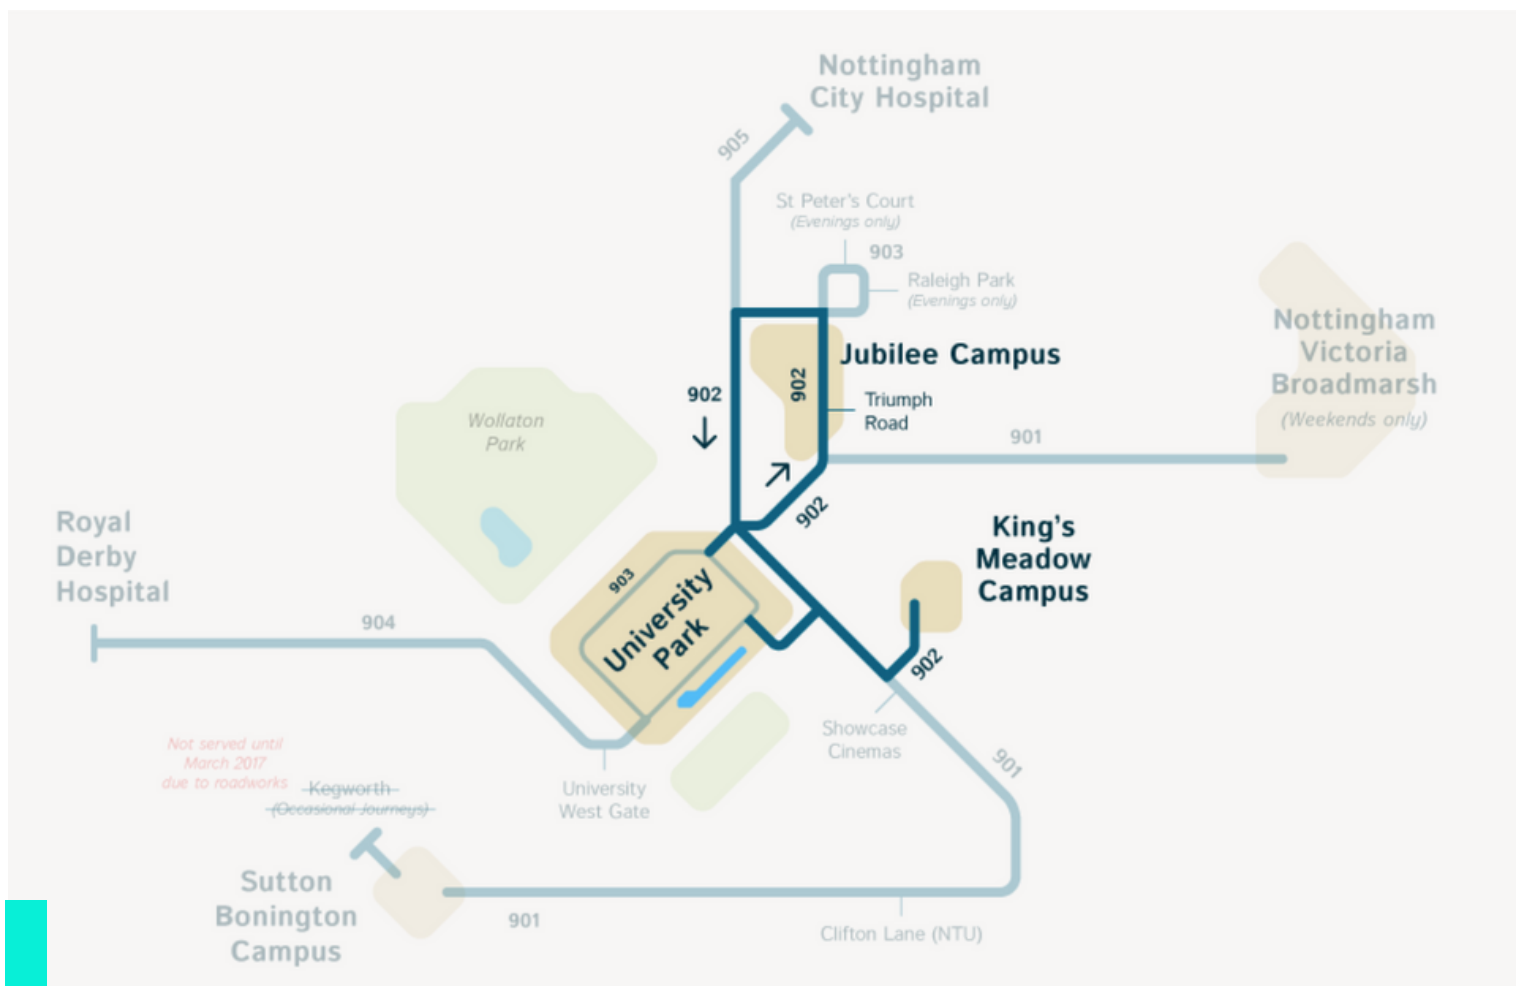 Nottingham
City Hospital
905
St Peter's Court
(Evenings only)
903
Raleigh Park
(Evenings only)
Nottingham
Victoria
Broadmarsh
(Weekends only)
Jubilee Campus
902
902
Triumph
Road
Wollaton
Park
901
902
Royal
Derby
Hospital
King's
Meadow
Campus
903
University
Park
904
902
Showcase
Cinemas
Not served until
March 2017
due to roadworks
Kegworth
(Occasional Journeys)
University
West Gate
901
Sutton
Bonington
Campus
901
Clifton Lane (NTU)